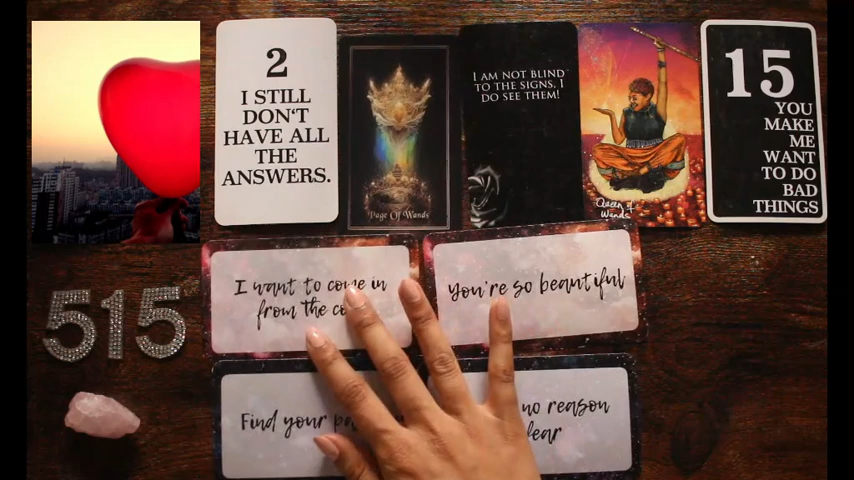 2
I STILL
DON'T
HAVE ALL
THE
ANSWERS.
Page Of Wands
I AM NOT BLIND
TO THE SIGNS, I
DO SEE THEM!
Queen of
Wands
15
YOU
MAKE
ME
WANT
TO DO
BAD
THINGS
I want to come in
from the
You're so beautiful
Find your
no reason
515